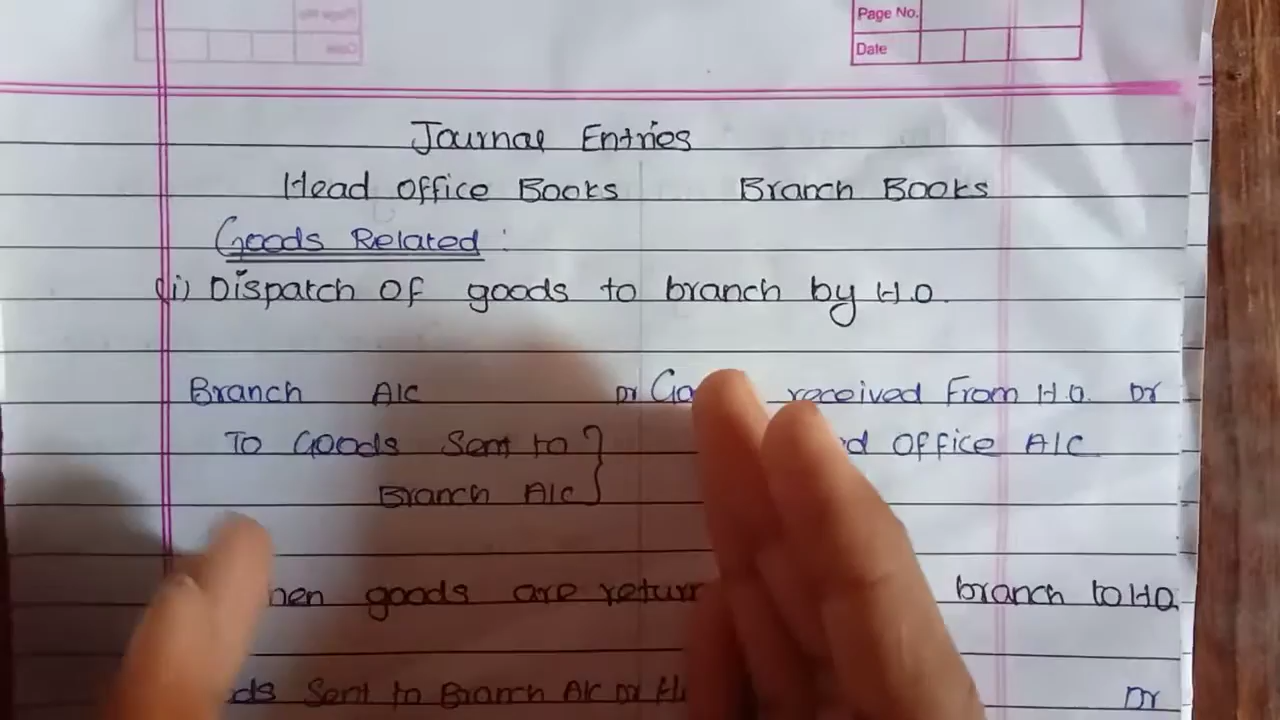 Page No.
Date
Journal Entries
Head Office Books Branch Books
Goods Related :
(i) Dispatch Of goods to branch by H.O.
Branch A/C Dr received From H.O. Dr
To Goods Sent to Office A/C
Branch A/C
goods are branch to HO
Sent to Branch A/C Dr Dr